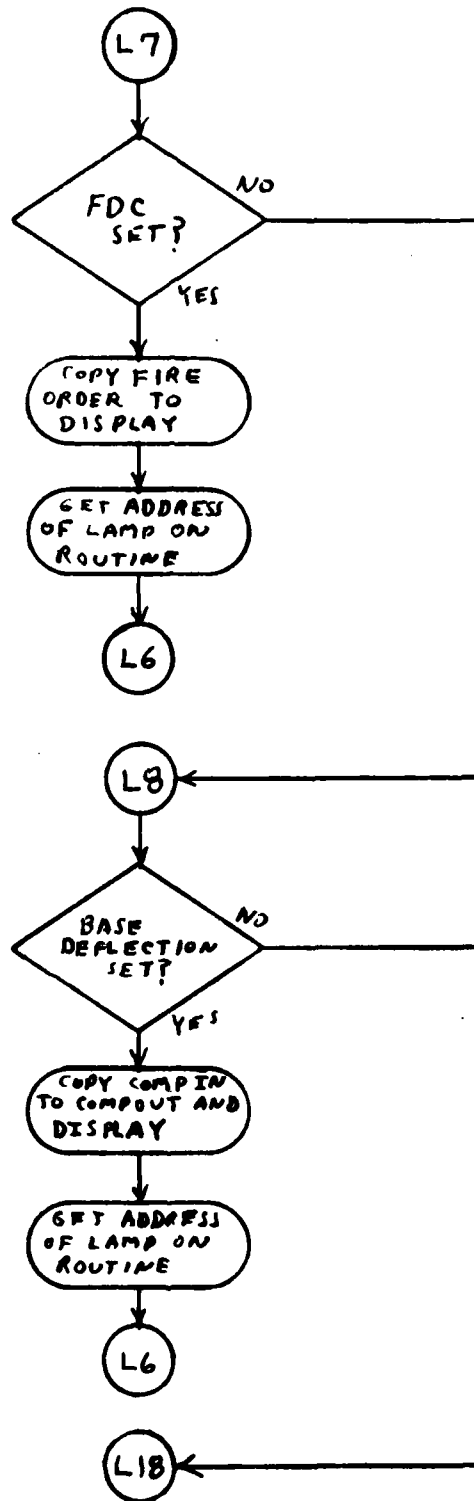 L7
FDC
SET?
NO
YES
COPY FIRE
ORDER TO
DISPLAY
GET ADDRESS
OF LAMP ON
ROUTINE
L6
L8
BASE
DEFLECTION
SET?
NO
YES
COPY COMPIN
TO COMPOUT AND
DISPLAY
GET ADDRESS
OF LAMP ON
ROUTINE
L6
L18